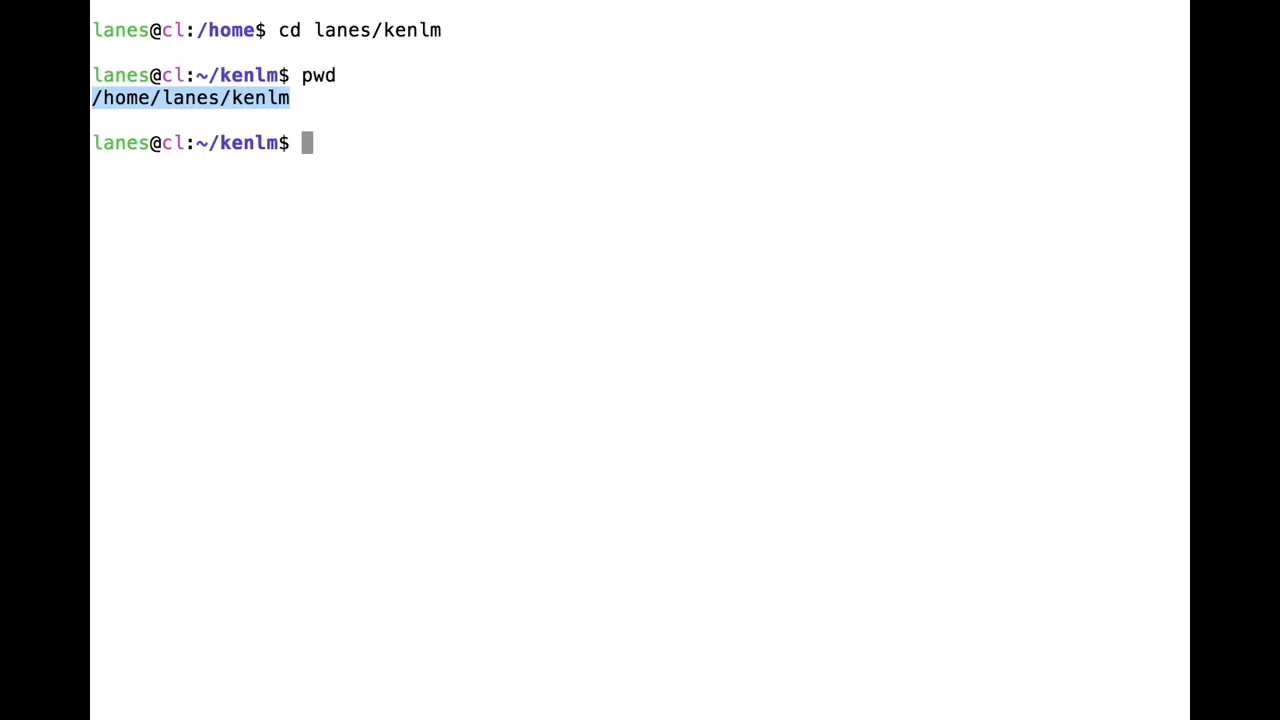 lanes@cl:/home$ cd lanes/kenlm
lanes@cl:~/kenlm$ pwd
/home/lanes/kenlm
lanes@cl:~/kenlm$